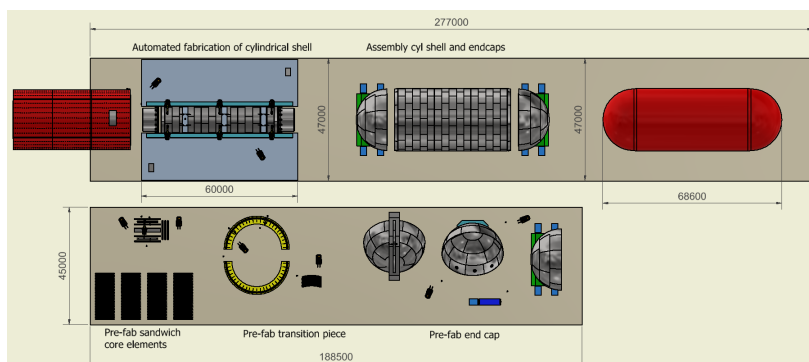 277000
Automated fabrication of cylindrical shell
Assembly cyl shell and endcaps
47000
47000
60000
68600
45000
Pre-fab sandwich
core elements
Pre-fab transition piece
Pre-fab end cap
188500